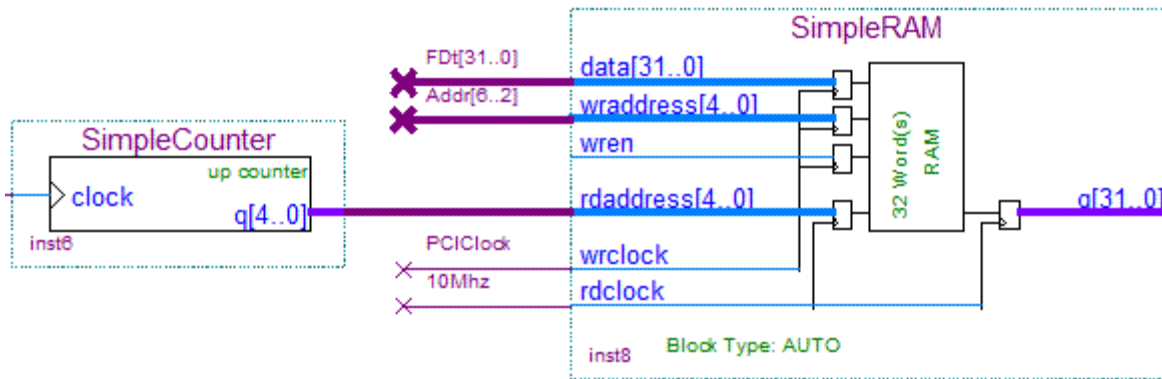 SimpleRAM
FDt[31..0]
data[31..0]
Addr[6..2]
wraddress[4..0]
SimpleCounter
up counter
wren
clock
q[4..0]
rdaddress[4..0]
q[31..0]
32 Word(s)
RAM
inst6
PCIClock
wrclock
10Mhz
rdclock
inst8
Block Type: AUTO